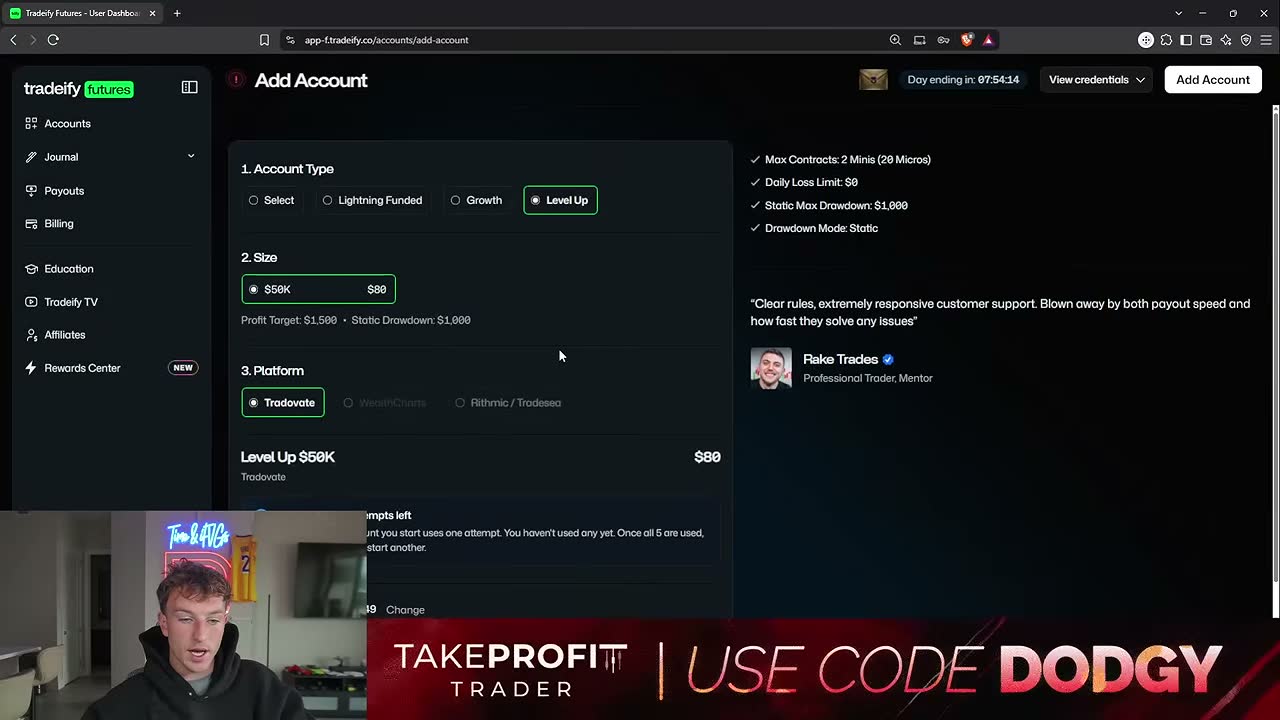 Tradeify Futures - User Dashboar
app-f.tradeify.co/accounts/add-account
tradeify futures
Add Account
Day ending in: 07:54:14
View credentials
Add Account
Accounts
Journal
Payouts
Billing
Education
Tradeify TV
Affiliates
Rewards Center NEW
1. Account Type
Select
Lightning Funded
Growth
Level Up
2. Size
$50K $80
Profit Target: $1,500 • Static Drawdown: $1,000
3. Platform
Tradovate
WealthCharts
Rithmic / Tradesea
Level Up $50K $80
Tradovate
empts left
unt you start uses one attempt. You haven't used any yet. Once all 5 are used,
start another.
49 Change
Max Contracts: 2 Minis (20 Micros)
Daily Loss Limit: $0
Static Max Drawdown: $1,000
Drawdown Mode: Static
“Clear rules, extremely responsive customer support. Blown away by both payout speed and
how fast they solve any issues”
Rake Trades
Professional Trader, Mentor
Time & ATGs
2
TAKEPROFIT
TRADER
USE CODE DODGY